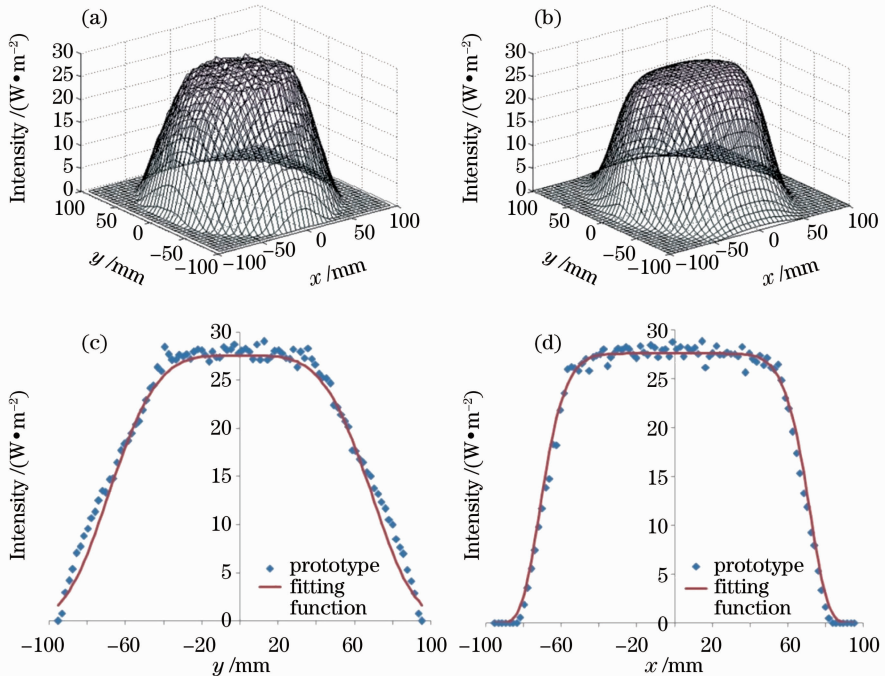 (a)
Intensity /(W•m⁻²)
30
25
20
15
10
5
0
100
50
0
−50
−100
y /mm
−100
−50
0
50
100
x /mm
(b)
Intensity /(W•m⁻²)
30
25
20
15
10
5
0
100
50
0
−50
−100
y /mm
−100
−50
0
50
100
x /mm
(c)
Intensity /(W•m⁻²)
30
25
20
15
10
5
0
prototype
fitting
function
−100 −60 −20 20 60 100
y /mm
(d)
Intensity /(W•m⁻²)
30
25
20
15
10
5
0
prototype
fitting
function
−100 −60 −20 20 60 100
x /mm